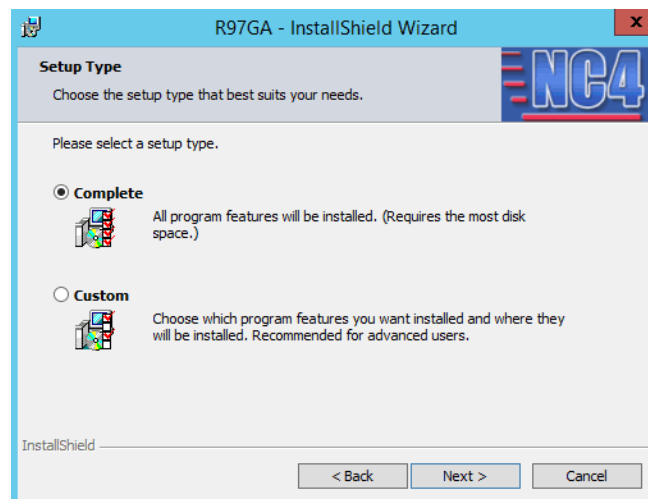 R97GA - InstallShield Wizard
x
Setup Type
Choose the setup type that best suits your needs.
NC4
Please select a setup type.
Complete
All program features will be installed. (Requires the most disk
space.)
Custom
Choose which program features you want installed and where they
will be installed. Recommended for advanced users.
InstallShield
< Back Next > Cancel